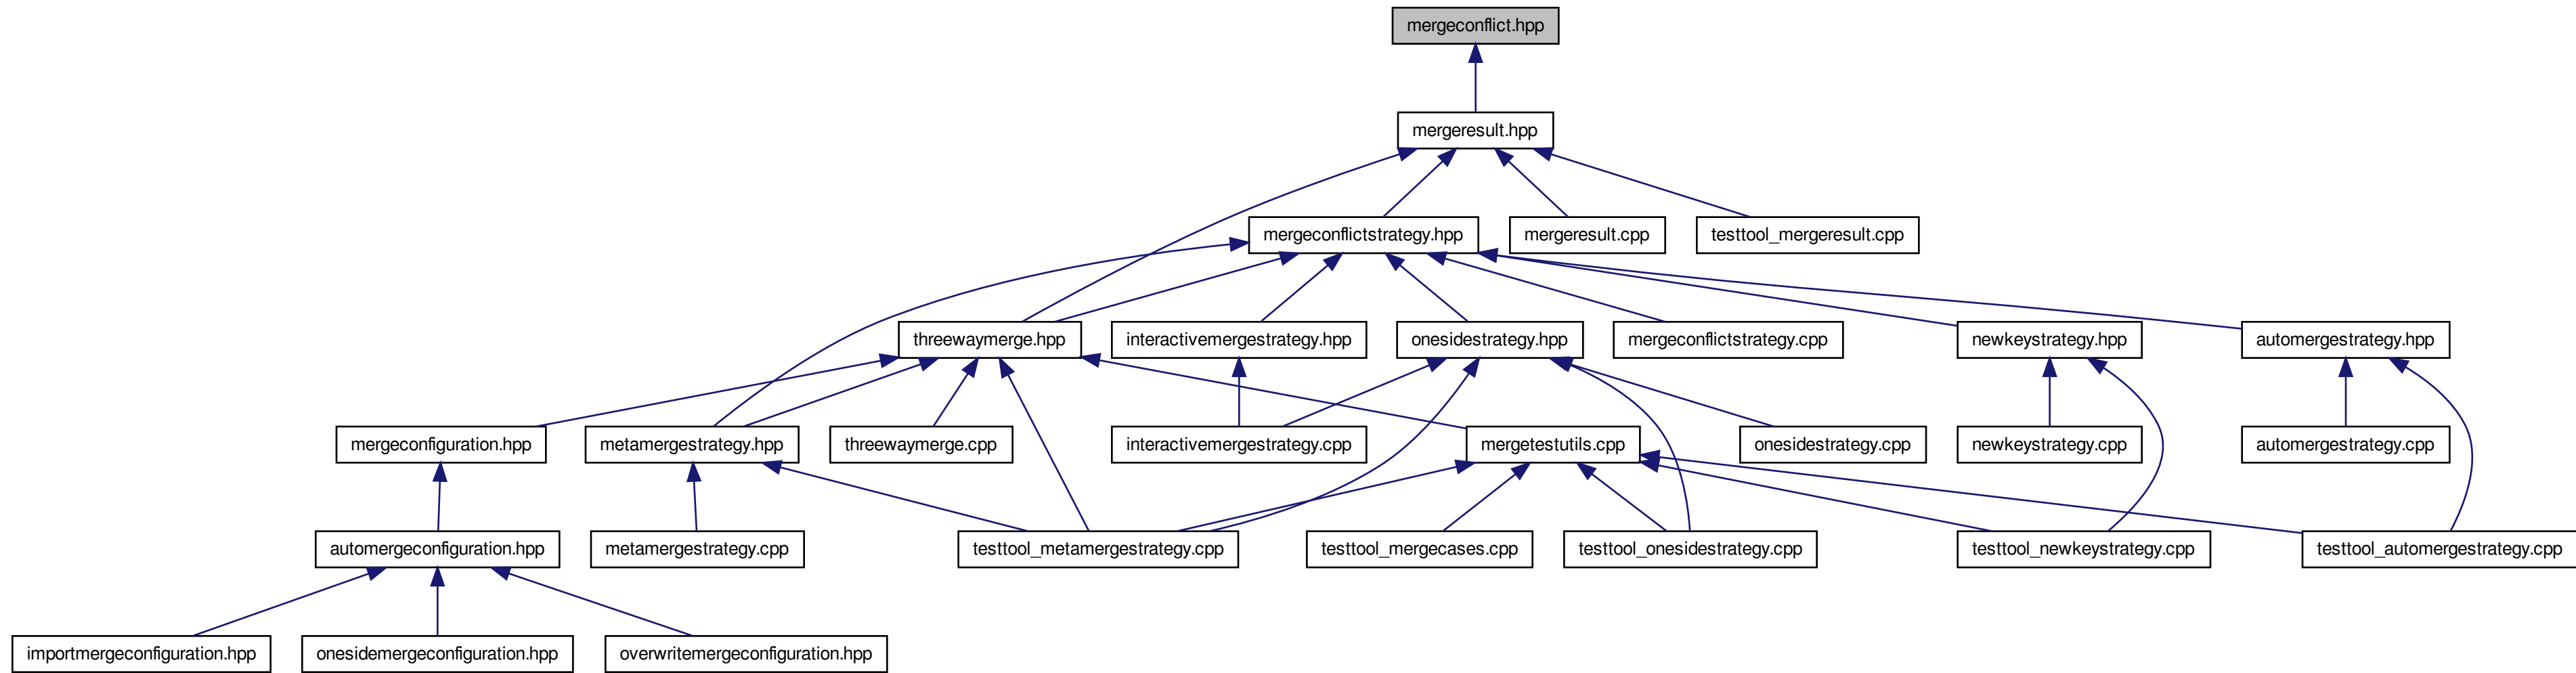 mergeconflict.hpp
mergeresult.hpp
mergeconflictstrategy.hpp
mergeresult.cpp
testtool_mergeresult.cpp
threewaymerge.hpp
interactivemergestrategy.hpp
onesidestrategy.hpp
mergeconflictstrategy.cpp
newkeystrategy.hpp
automergestrategy.hpp
mergeconfiguration.hpp
metamergestrategy.hpp
threewaymerge.cpp
interactivemergestrategy.cpp
mergetestutils.cpp
onesidestrategy.cpp
newkeystrategy.cpp
automergestrategy.cpp
automergeconfiguration.hpp
metamergestrategy.cpp
testtool_metamergestrategy.cpp
testtool_mergecases.cpp
testtool_onesidestrategy.cpp
testtool_newkeystrategy.cpp
testtool_automergestrategy.cpp
importmergeconfiguration.hpp
onesidemergeconfiguration.hpp
overwritemergeconfiguration.hpp